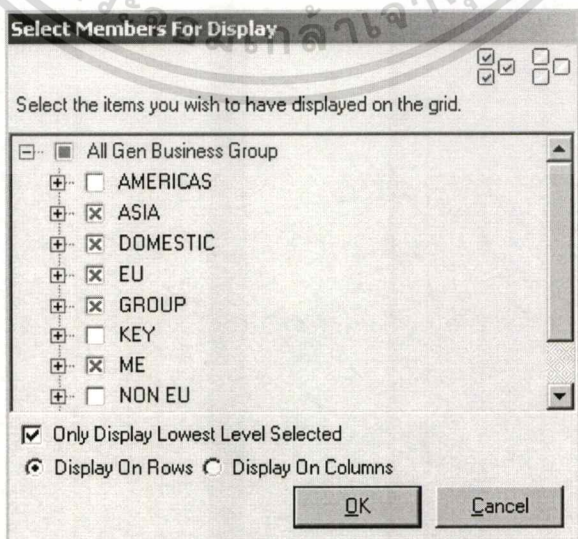 Select Members For Display
Select the items you wish to have displayed on the grid.
All Gen Business Group
AMERICAS
ASIA
DOMESTIC
EU
GROUP
KEY
ME
NON EU
Only Display Lowest Level Selected
Display On Rows Display On Columns
OK Cancel